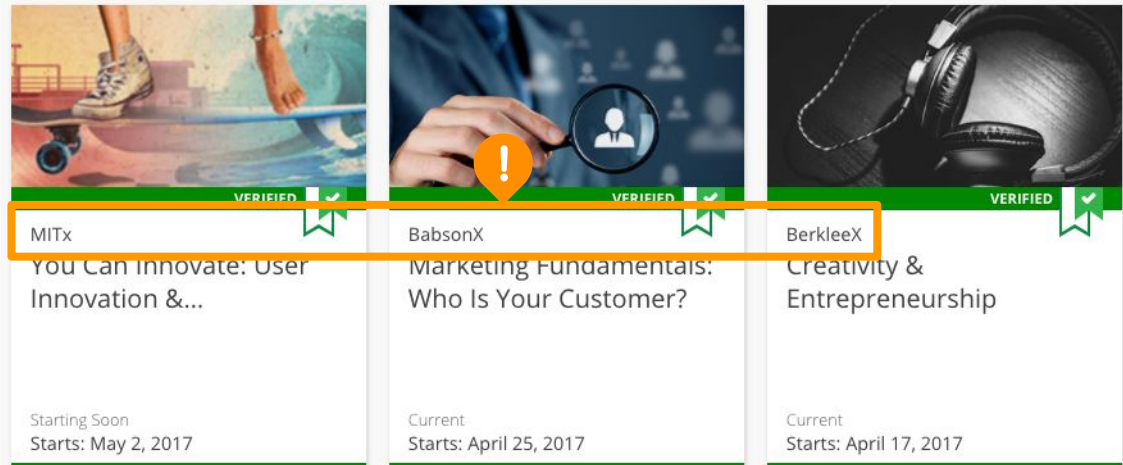 VERIFIED
MITx
You Can Innovate: User
Innovation &...
Starting Soon
Starts: May 2, 2017
!
VERIFIED
BabsonX
Marketing Fundamentals:
Who Is Your Customer?
Current
Starts: April 25, 2017
VERIFIED
BerkleeX
Creativity &
Entrepreneurship
Current
Starts: April 17, 2017